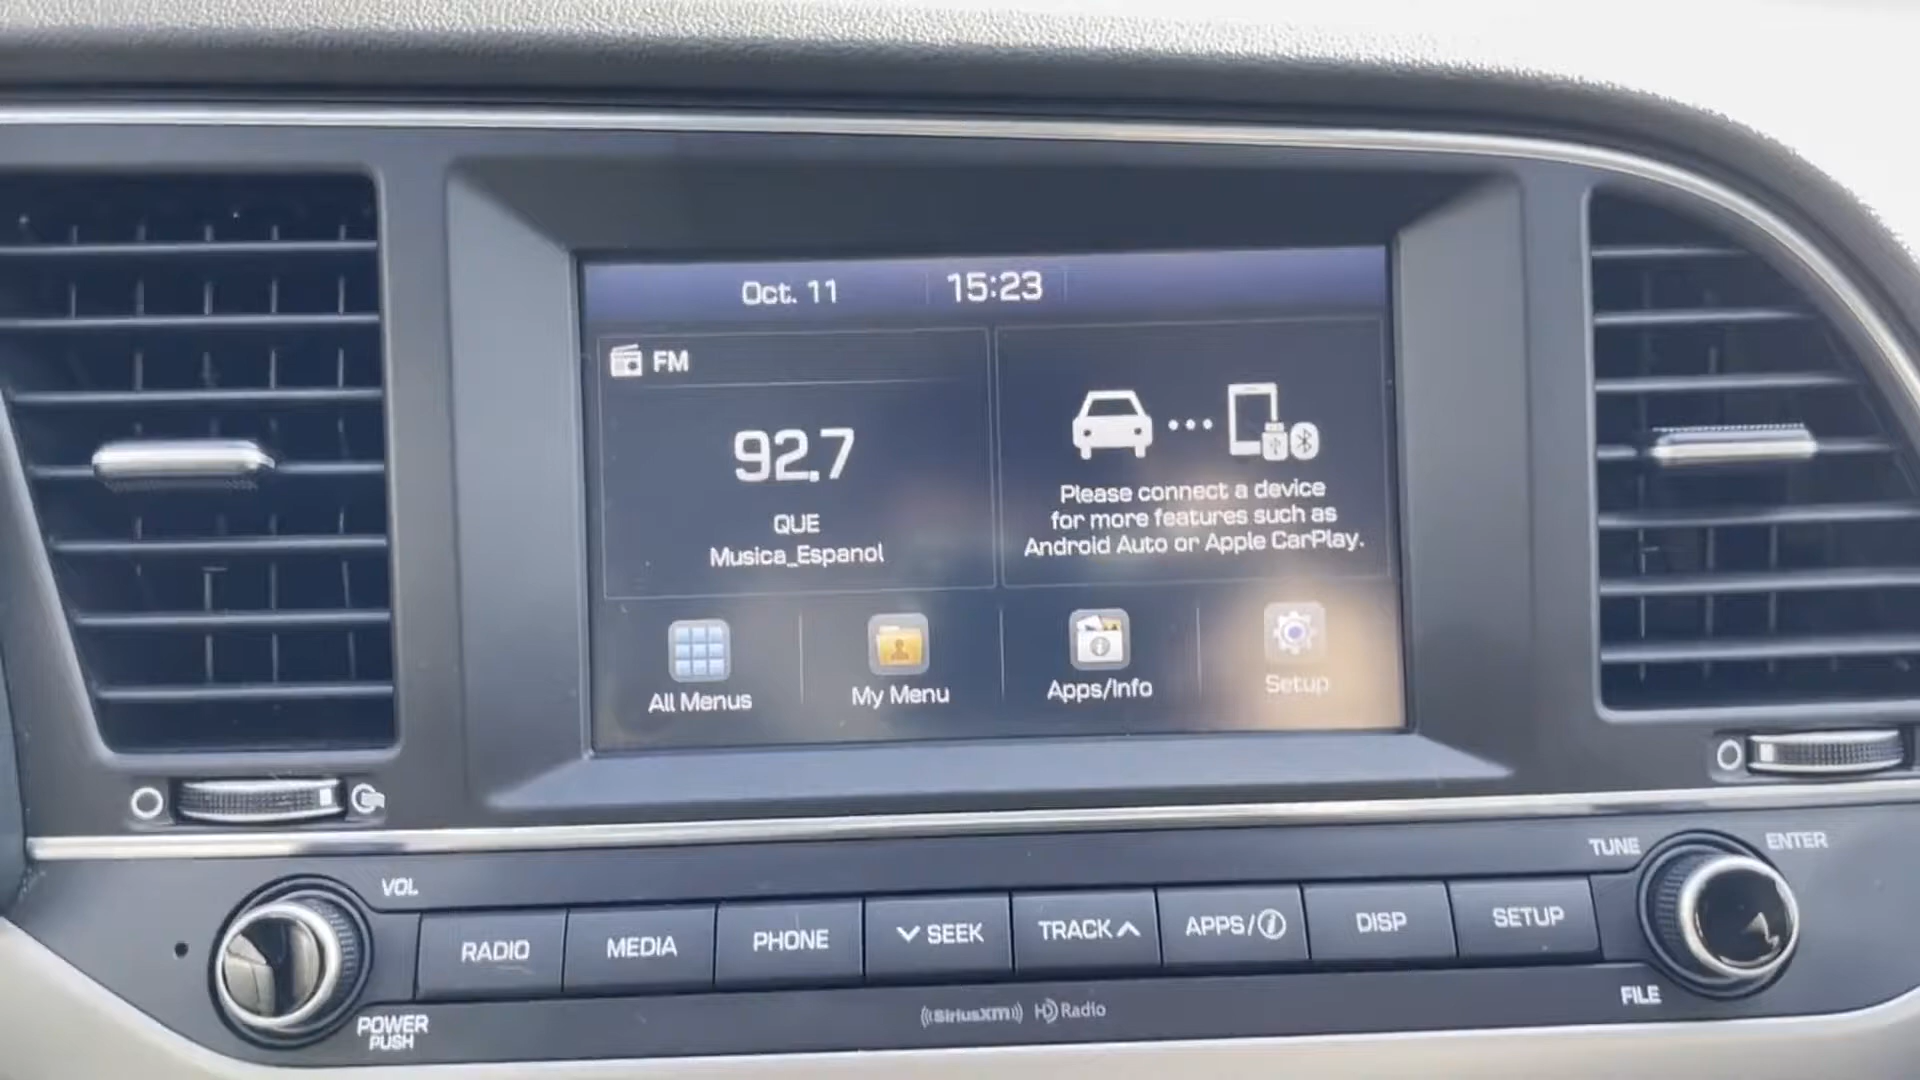 Oct. 11
15:23
FM
92.7
QUE
Musica_Espanol
Please connect a device
for more features such as
Android Auto or Apple CarPlay.
All Menus
My Menu
Apps/Info
Setup
VOL
POWER
PUSH
RADIO
MEDIA
PHONE
SEEK
TRACK
APPS/i
DISP
SETUP
TUNE
ENTER
FILE
SiriusXM
HD Radio